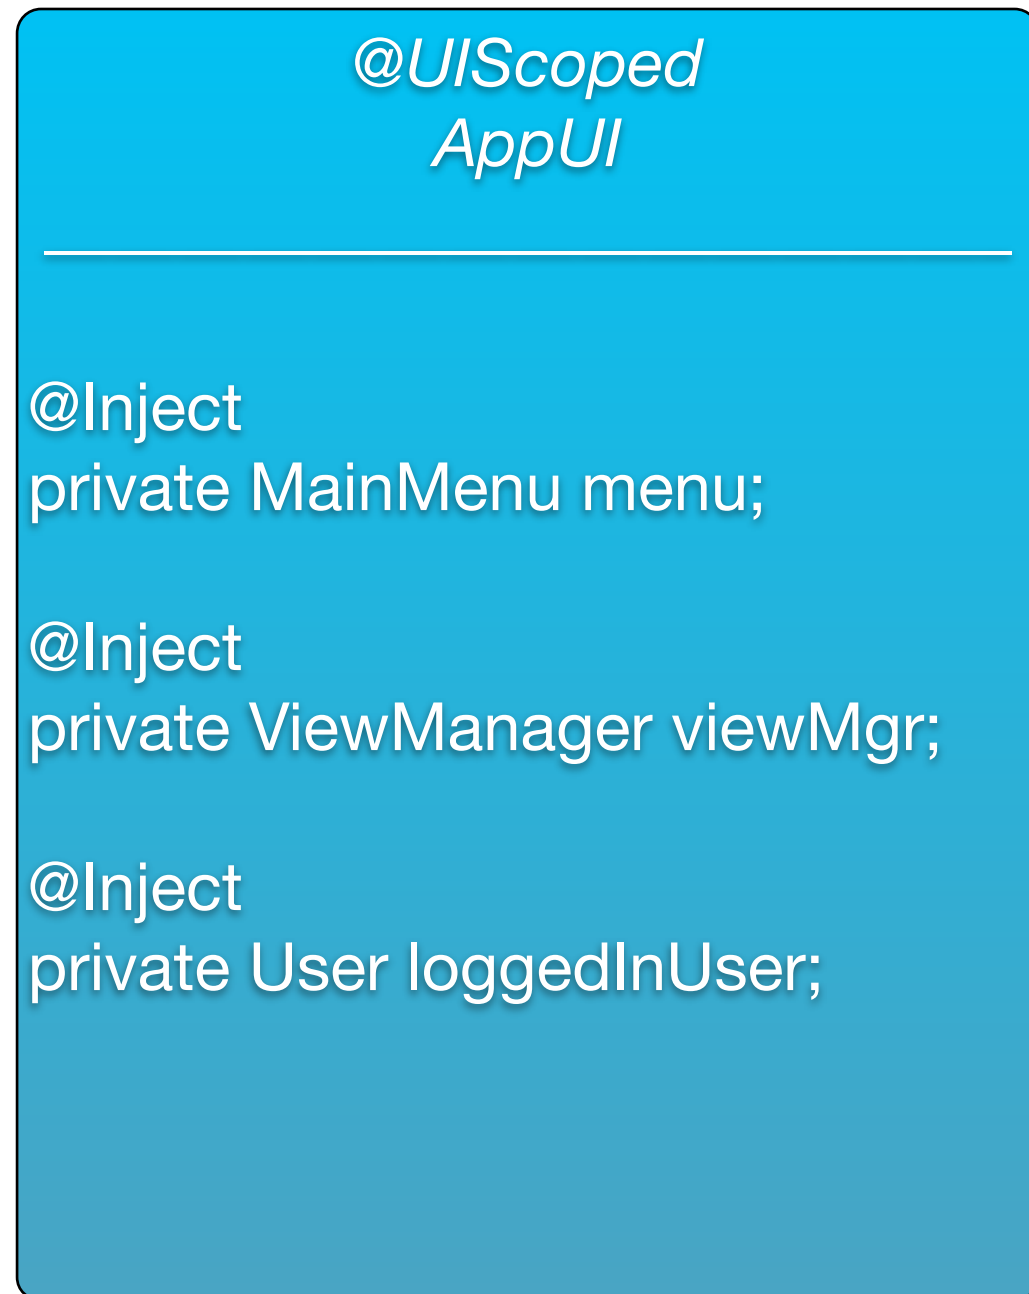 @UIScoped
AppUI
@Inject
private MainMenu menu;
@Inject
private ViewManager viewMgr;
@Inject
private User loggedInUser;